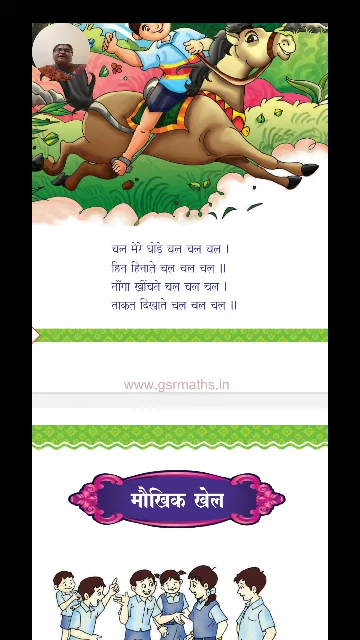 चल मेरे घोड़े चल चल चल ।
हिन हिनाते चल चल चल ॥
ताँगा खींचते चल चल चल ।
ताकत दिखाते चल चल चल ॥
www.gsrmaths.in
मौखिक खेल